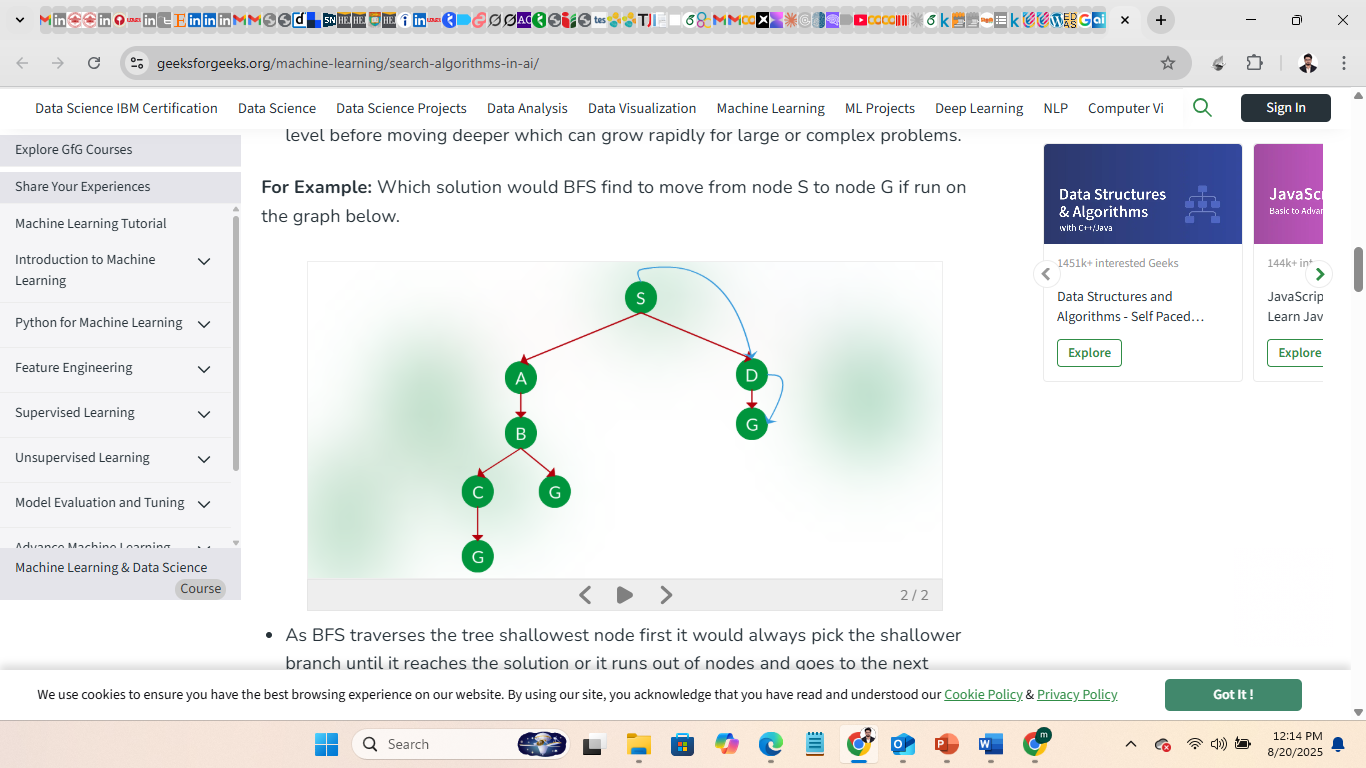 geeksforgeeks.org/machine-learning/search-algorithms-in-ai/
Data Science IBM Certification Data Science Data Science Projects Data Analysis Data Visualization Machine Learning ML Projects Deep Learning NLP Computer Vi Sign In
Explore GfG Courses
Share Your Experiences
Machine Learning Tutorial
Introduction to Machine
Learning
Python for Machine Learning
Feature Engineering
Supervised Learning
Unsupervised Learning
Model Evaluation and Tuning
Advance Machine Learning
Machine Learning & Data Science
Course
level before moving deeper which can grow rapidly for large or complex problems.
For Example: Which solution would BFS find to move from node S to node G if run on
the graph below.
S
A D
B G
C G
G
2 / 2
As BFS traverses the tree shallowest node first it would always pick the shallower
branch until it reaches the solution or it runs out of nodes and goes to the next
Data Structures
& Algorithms
with C++/Java
1451k+ interested Geeks
Data Structures and
Algorithms - Self Paced...
Explore
JavaScr
Basic to Advan
144k+ int
JavaScrip
Learn Jav
Explore
We use cookies to ensure you have the best browsing experience on our website. By using our site, you acknowledge that you have read and understood our Cookie Policy & Privacy Policy
Got It !
Search
12:14 PM
8/20/2025